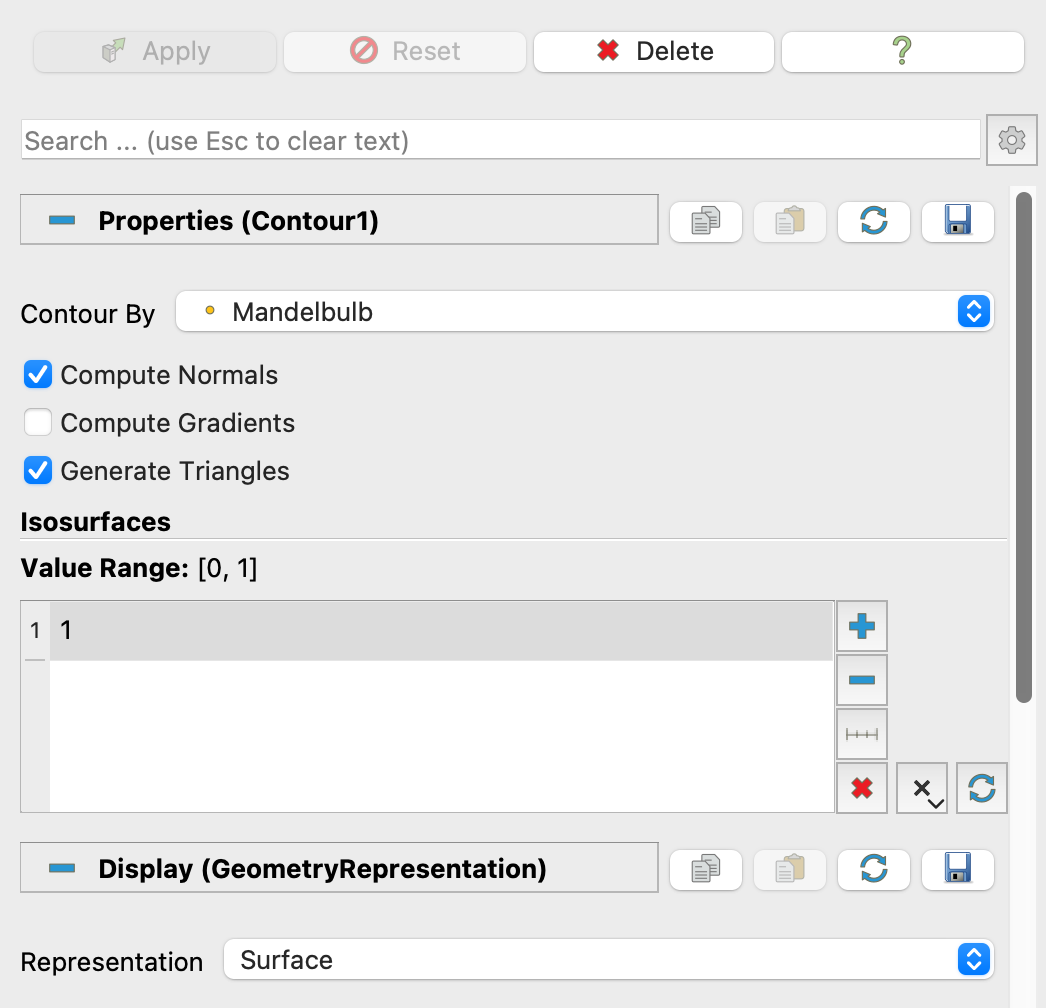 Apply Reset Delete ?
Search ... (use Esc to clear text)
Properties (Contour1)
Contour By Mandelbulb
Compute Normals
Compute Gradients
Generate Triangles
Isosurfaces
Value Range: [0, 1]
1 1
Display (GeometryRepresentation)
Representation Surface